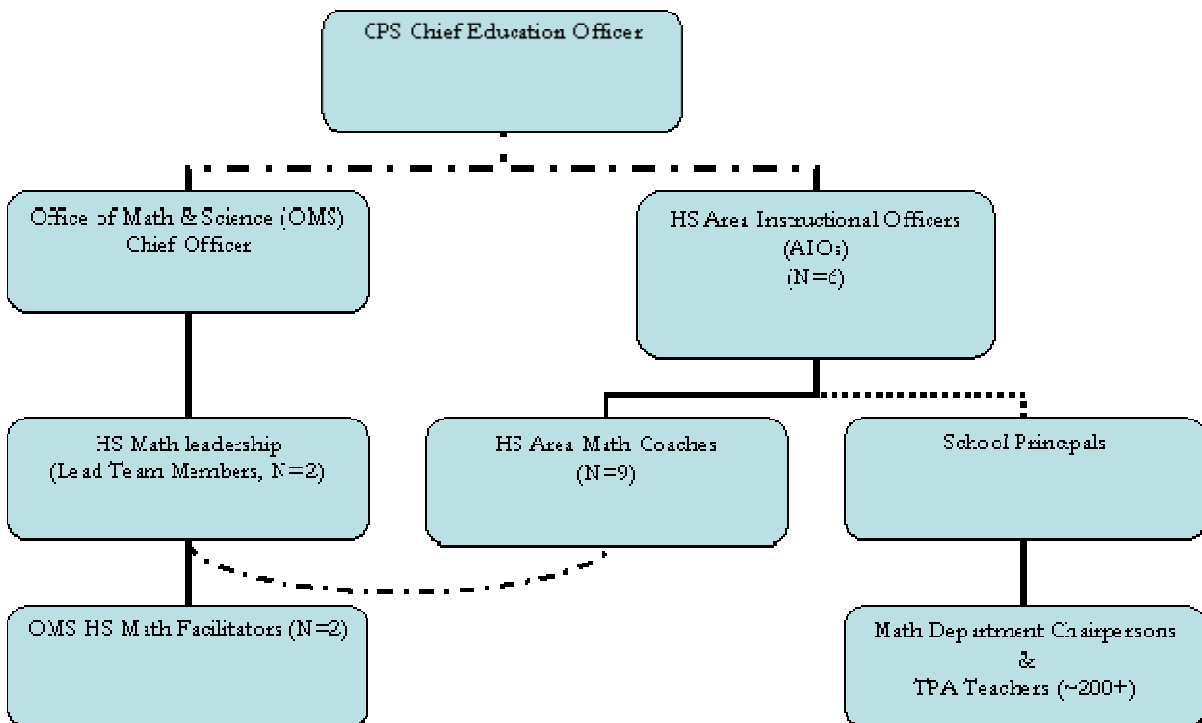 CPS Chief Education Officer
Office of Math & Science (OMS)
Chief Officer
HS Area Instructional Officers
(AIOs)
(N=6)
HS Math leadership
(Lead Team Members, N=2)
HS Area Math Coaches
(N=9)
School Principals
OMS HS Math Facilitators (N=2)
Math Department Chairpersons
&
TPA Teachers (~200+)